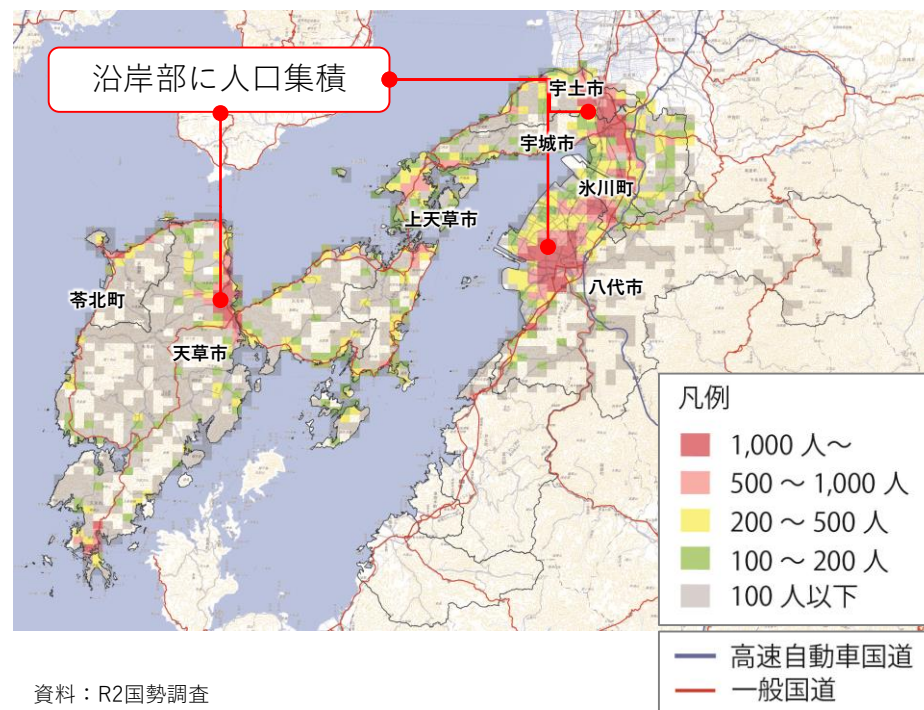 沿岸部に人口集積
宇土市
宇城市
氷川町
上天草市
苓北町
八代市
天草市
凡例
1,000 人～
500 ～ 1,000 人
200 ～ 500 人
100 ～ 200 人
100 人以下
高速自動車国道
一般国道
資料：R2国勢調査